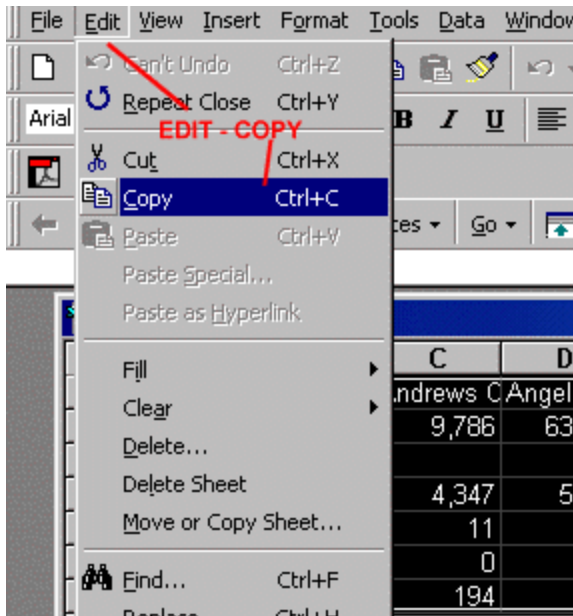 File Edit View Insert Format Tools Data Window
Can't Undo Ctrl+Z
Repeat Close Ctrl+Y
Arial B I U
EDIT - COPY
Cut Ctrl+X
Copy Ctrl+C
Go
Paste Ctrl+V
Paste Special...
Paste as Hyperlink
Fill
C D
Clear
ndrews C Angel
9,786 63
Delete...
Delete Sheet
4,347 5
Move or Copy Sheet...
11
0
Find... Ctrl+F
194
Replace Ctrl+H